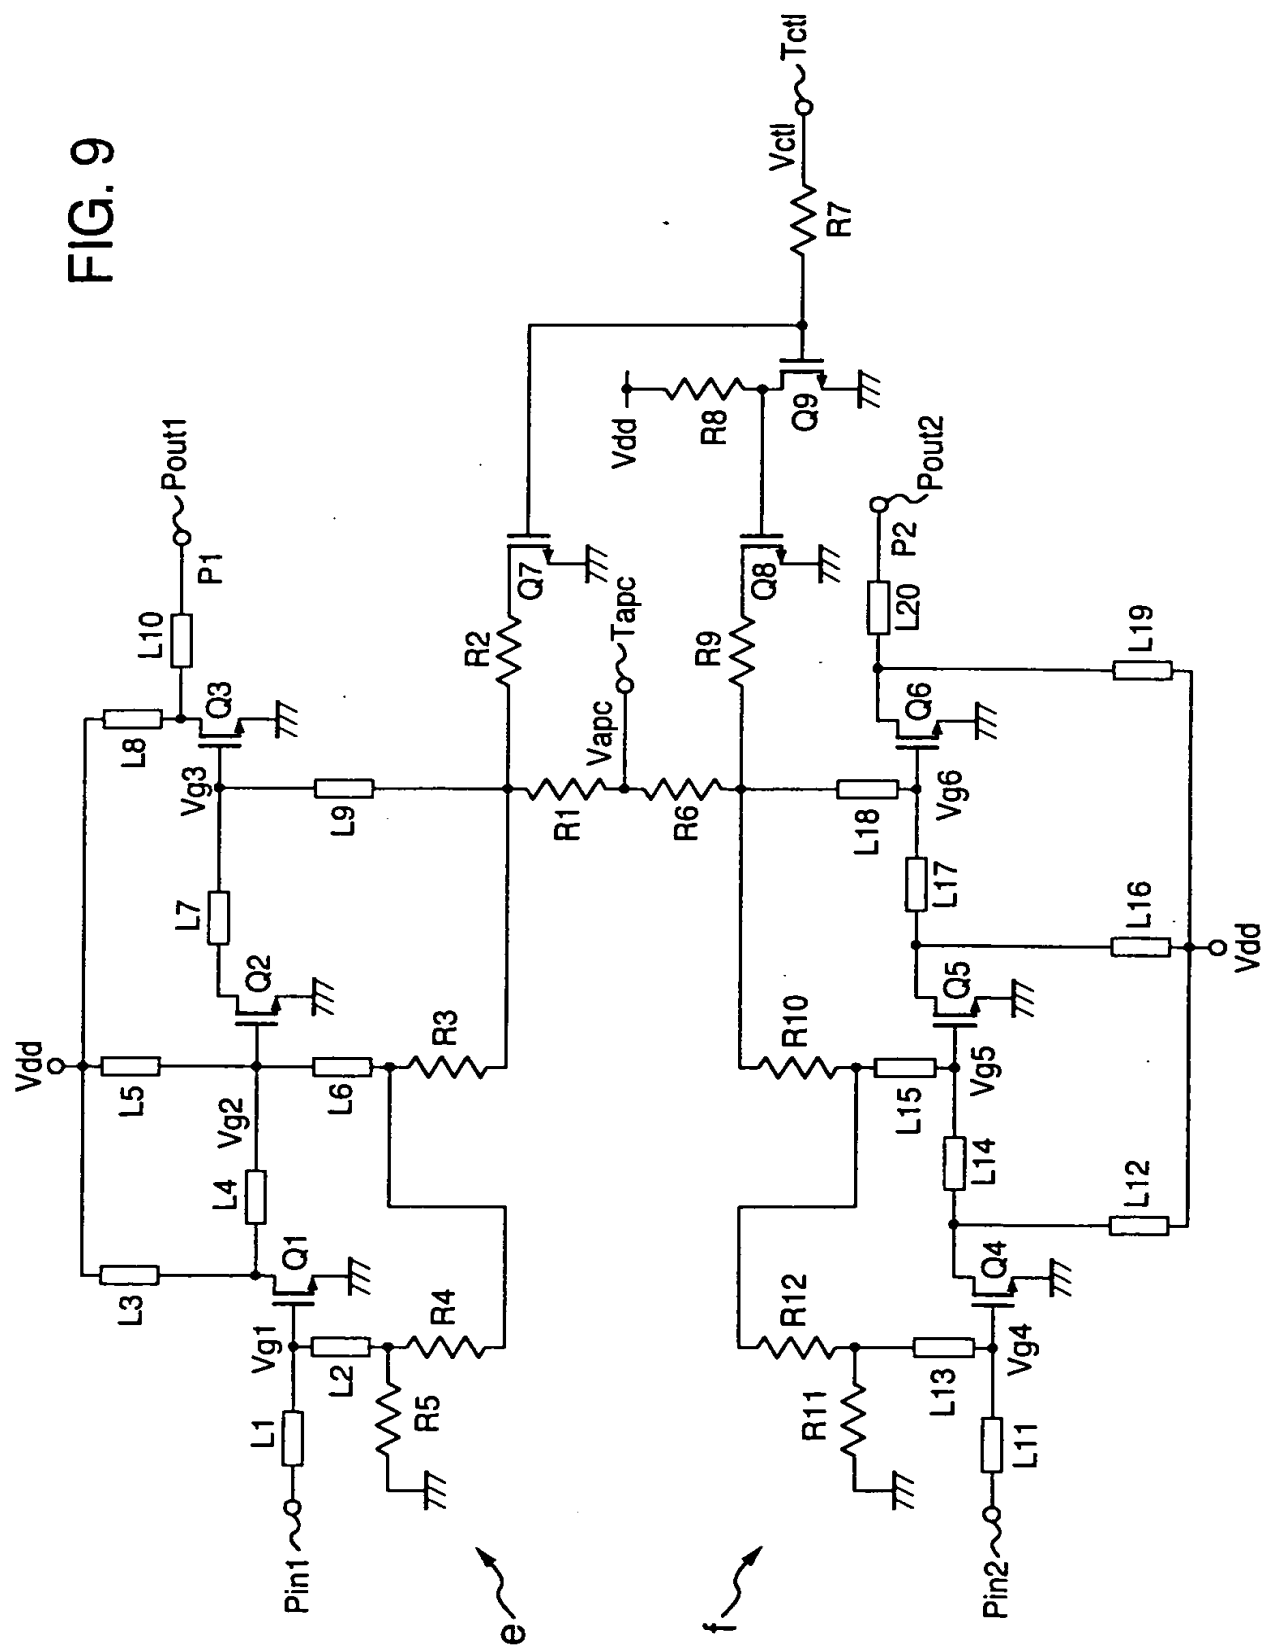 FIG. 9
Vdd
L3
L5
L8
L10
P1
Pout1
Pin1
L1
Vg1
Q1
L4
Vg2
Q2
L7
Vg3
Q3
L2
L6
L9
R5
R4
R3
R2
Q7
e
R1
Vapc
Tapc
Vdd
R8
R7
Vctl
Tctl
R6
R9
Q8
Q9
f
R12
R10
R11
L13
L15
L18
Pin2
L11
Vg4
Q4
L14
Vg5
Q5
L17
Vg6
Q6
L20
P2
Pout2
L12
L16
L19
Vdd